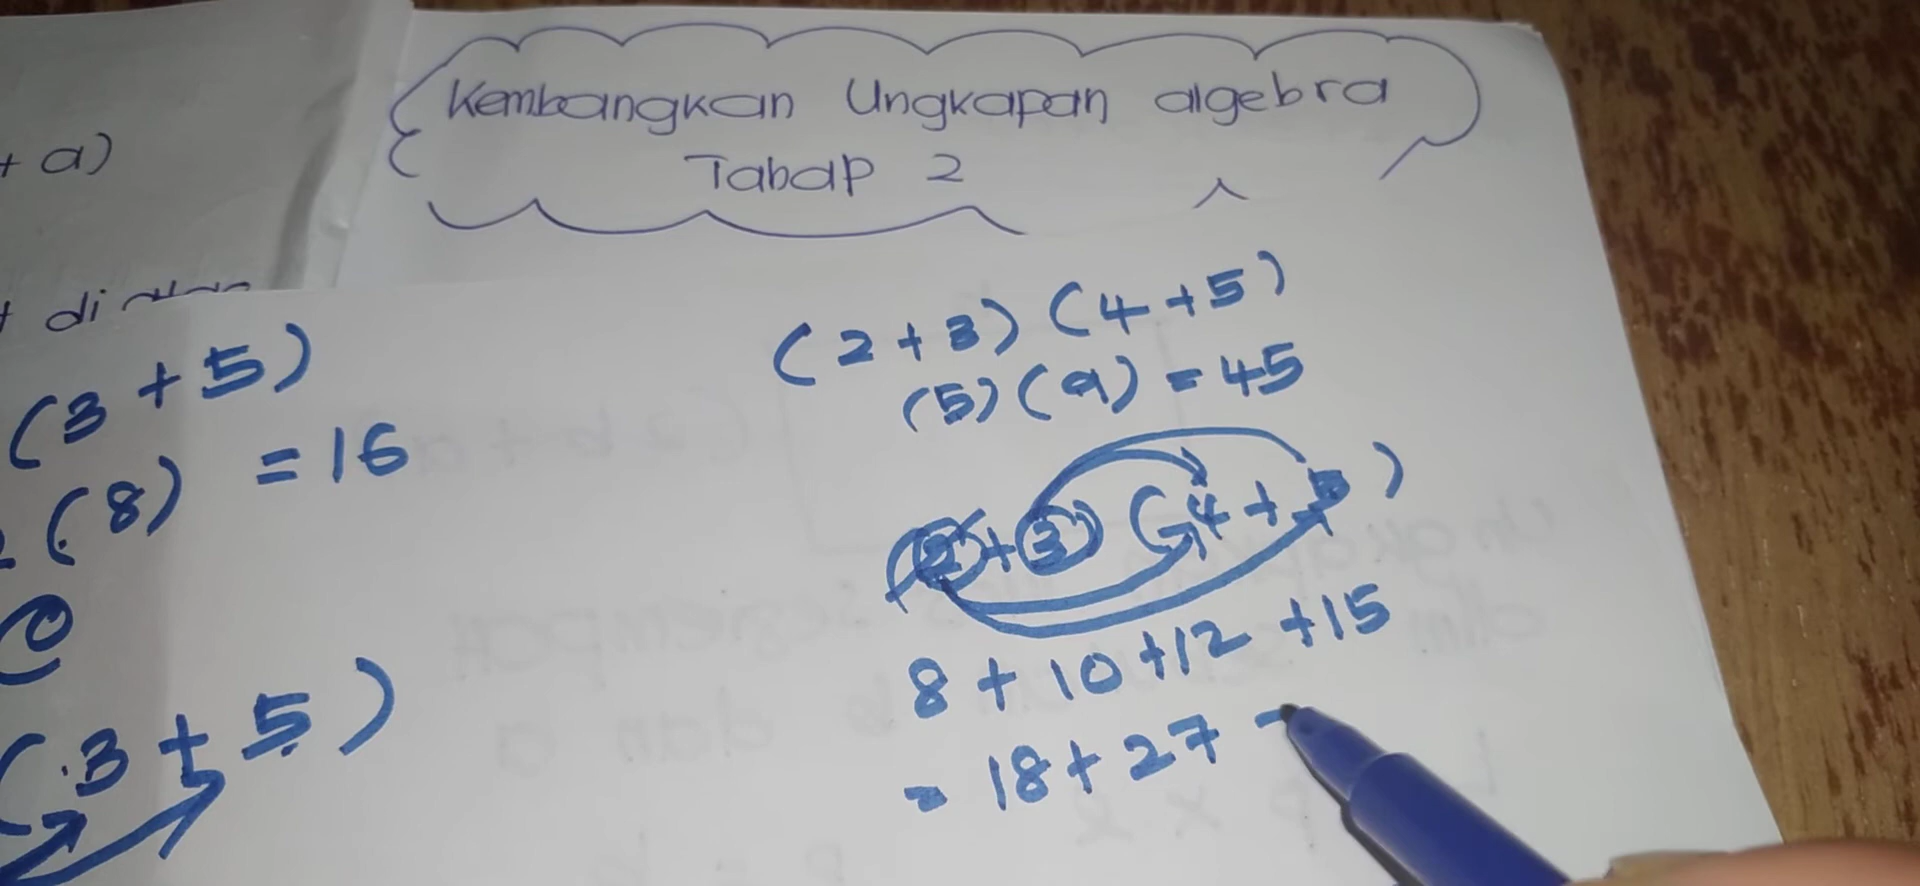 Kembangkan Ungkapan algebra
Tahap 2
+ a)
di
(3 + 5)
(8) = 16
(3 + 5)
(2 + 3) (4 + 5)
(5) (9) = 45
(2 + 3) (4 + 5)
8 + 10 + 12 + 15
= 18 + 27 -